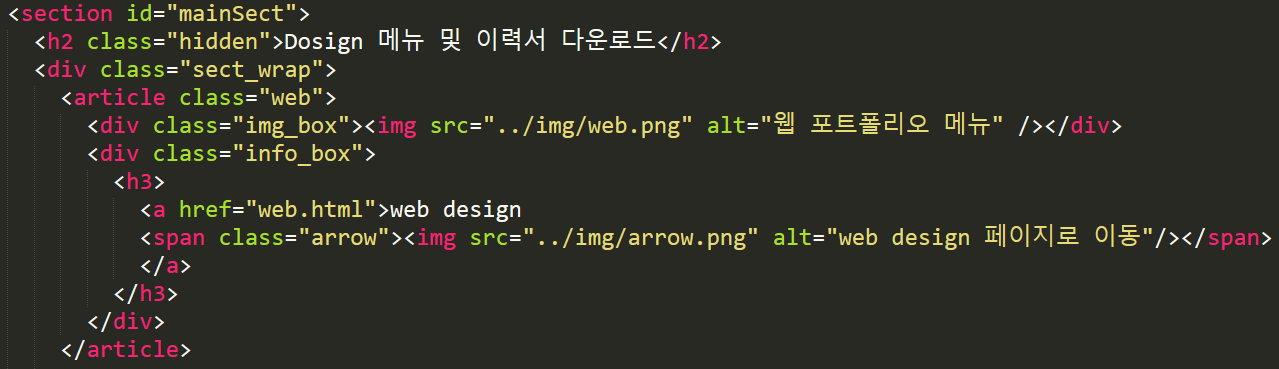 <section id="mainSect">
<h2 class="hidden">Dosign 메뉴 및 이력서 다운로드</h2>
<div class="sect_wrap">
<article class="web">
<div class="img_box"><img src="../img/web.png" alt="웹 포트폴리오 메뉴" /></div>
<div class="info_box">
<h3>
<a href="web.html">web design
<span class="arrow"><img src="../img/arrow.png" alt="web design 페이지로 이동"/></span>
</a>
</h3>
</div>
</article>